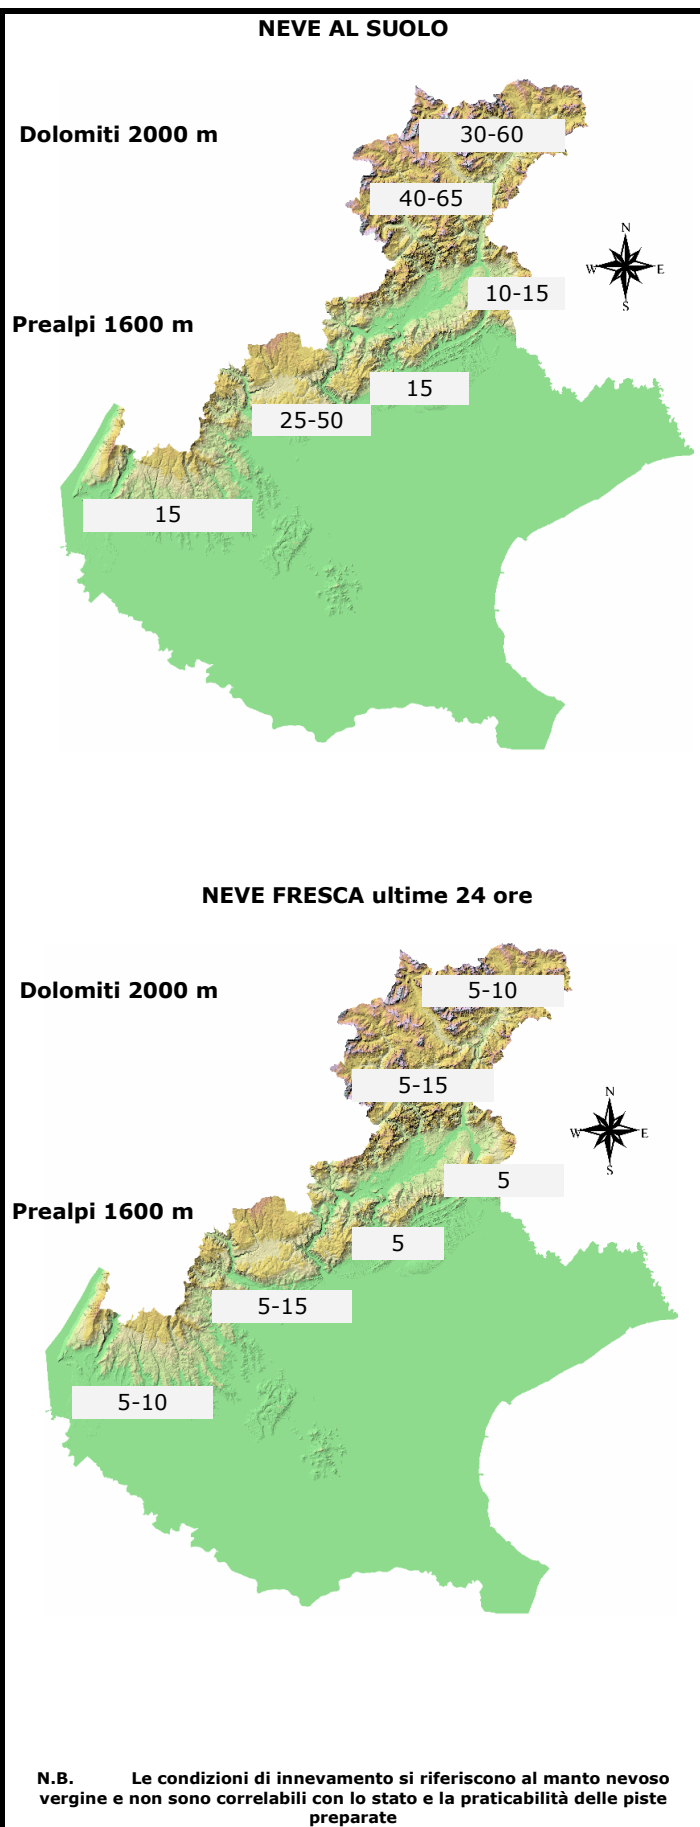 NEVE AL SUOLO
Dolomiti 2000 m
30-60
40-65
N
W E
S
10-15
Prealpi 1600 m
15
25-50
15
NEVE FRESCA ultime 24 ore
Dolomiti 2000 m
5-10
5-15
N
W E
S
5
Prealpi 1600 m
5
5-15
5-10
N.B. Le condizioni di innevamento si riferiscono al manto nevoso
vergine e non sono correlabili con lo stato e la praticabilità delle piste
preparate